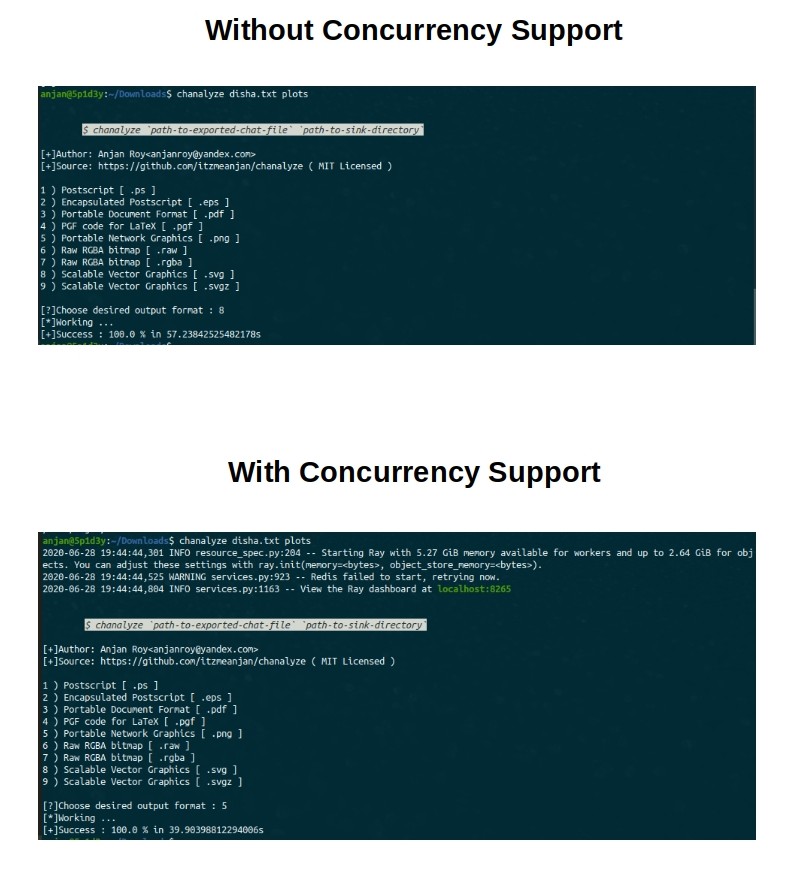 Without Concurrency Support
anjan@5p1d3y:~/Downloads$ chanalyze disha.txt plots
$ chanalyze `path-to-exported-chat-file` `path-to-sink-directory`
[+]Author: Anjan Roy<anjanroy@yandex.com>
[+]Source: https://github.com/itzmeanjan/chanalyze ( MIT Licensed )
1 ) Postscript [ .ps ]
2 ) Encapsulated Postscript [ .eps ]
3 ) Portable Document Format [ .pdf ]
4 ) PGF code for LaTeX [ .pgf ]
5 ) Portable Network Graphics [ .png ]
6 ) Raw RGBA bitmap [ .raw ]
7 ) Raw RGBA bitmap [ .rgba ]
8 ) Scalable Vector Graphics [ .svg ]
9 ) Scalable Vector Graphics [ .svgz ]
[?]Choose desired output format : 8
[*]Working ...
[+]Success : 100.0 % in 57.23842525482178s
With Concurrency Support
anjan@5p1d3y:~/Downloads$ chanalyze disha.txt plots
2020-06-28 19:44:44,301 INFO resource_spec.py:204 -- Starting Ray with 5.27 GiB memory available for workers and up to 2.64 GiB for obj
ects. You can adjust these settings with ray.init(memory=<bytes>, object_store_memory=<bytes>).
2020-06-28 19:44:44,525 WARNING services.py:923 -- Redis failed to start, retrying now.
2020-06-28 19:44:44,804 INFO services.py:1163 -- View the Ray dashboard at localhost:8265
$ chanalyze `path-to-exported-chat-file` `path-to-sink-directory`
[+]Author: Anjan Roy<anjanroy@yandex.com>
[+]Source: https://github.com/itzmeanjan/chanalyze ( MIT Licensed )
1 ) Postscript [ .ps ]
2 ) Encapsulated Postscript [ .eps ]
3 ) Portable Document Format [ .pdf ]
4 ) PGF code for LaTeX [ .pgf ]
5 ) Portable Network Graphics [ .png ]
6 ) Raw RGBA bitmap [ .raw ]
7 ) Raw RGBA bitmap [ .rgba ]
8 ) Scalable Vector Graphics [ .svg ]
9 ) Scalable Vector Graphics [ .svgz ]
[?]Choose desired output format : 5
[*]Working ...
[+]Success : 100.0 % in 39.90398812294006s